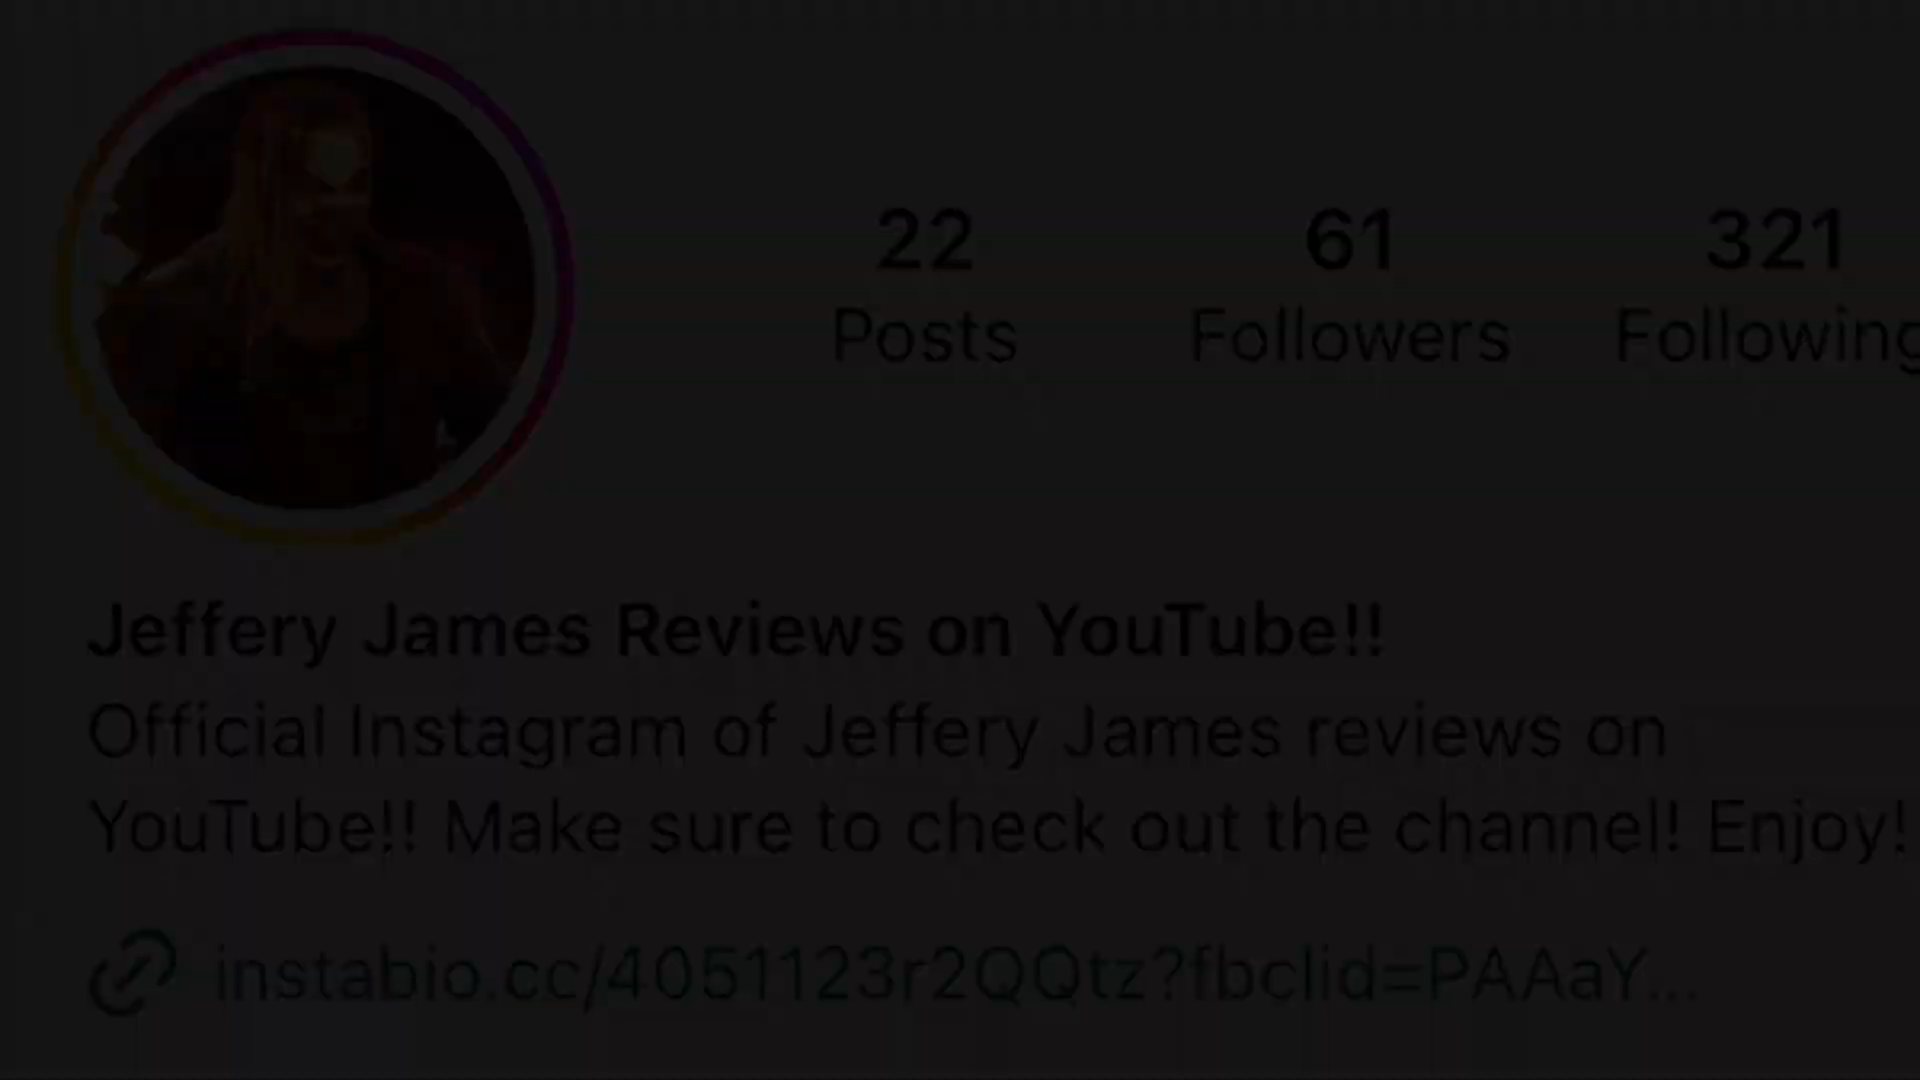 22 61 321
Posts Followers Following
Jeffery James Reviews on YouTube!!
Official Instagram of Jeffery James reviews on
YouTube!! Make sure to check out the channel! Enjoy!
instabio.cc/4051123r2QQtz?fbclid=PAAaY...